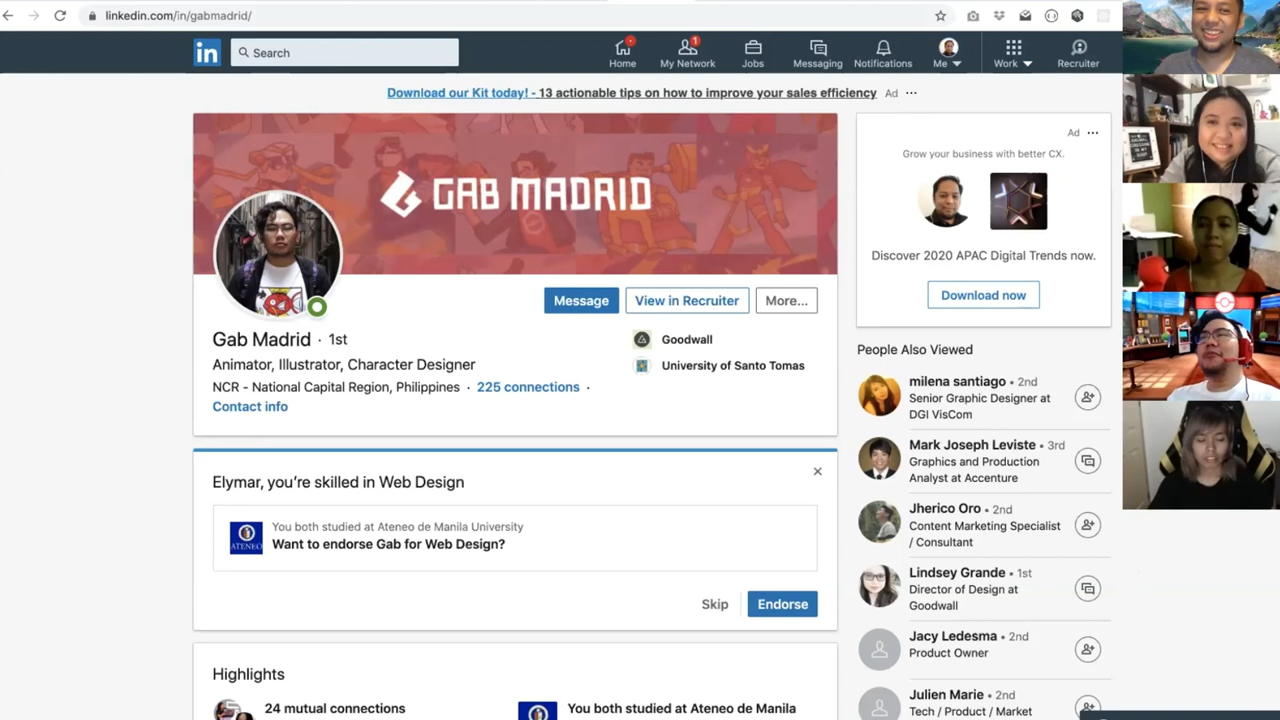 linkedin.com/in/gabmadrid/
in
Search
Home
1
My Network
Jobs
Messaging
Notifications
Me
Work
Recruiter
Download our Kit today! - 13 actionable tips on how to improve your sales efficiency Ad ...
GAB MADRID
Message
View in Recruiter
More...
Gab Madrid · 1st
Animator, Illustrator, Character Designer
NCR - National Capital Region, Philippines · 225 connections ·
Contact info
Goodwall
University of Santo Tomas
Elymar, you're skilled in Web Design
ATENEO
You both studied at Ateneo de Manila University
Want to endorse Gab for Web Design?
Skip
Endorse
Highlights
24 mutual connections
You both studied at Ateneo de Manila
Ad ...
Grow your business with better CX.
Discover 2020 APAC Digital Trends now.
Download now
People Also Viewed
milena santiago • 2nd
Senior Graphic Designer at
DGI VisCom
Mark Joseph Leviste • 3rd
Graphics and Production
Analyst at Accenture
Jherico Oro • 2nd
Content Marketing Specialist
/ Consultant
Lindsey Grande • 1st
Director of Design at
Goodwall
Jacy Ledesma • 2nd
Product Owner
Julien Marie • 2nd
Tech / Product / Market